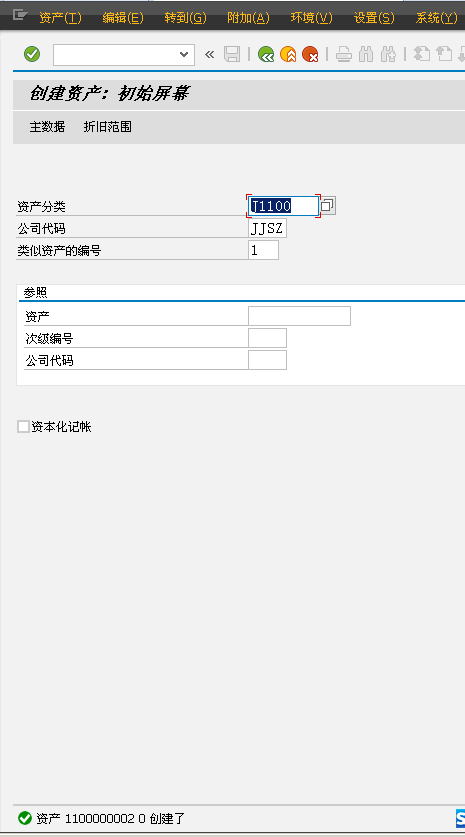 资产(T) 编辑(E) 转到(G) 附加(A) 环境(V) 设置(S) 系统(Y)
创建资产：初始屏幕
主数据 折旧范围
资产分类 J1100
公司代码 JJSZ
类似资产的编号 1
参照
资产
次级编号
公司代码
资本化记帐
资产 1100000002 0 创建了